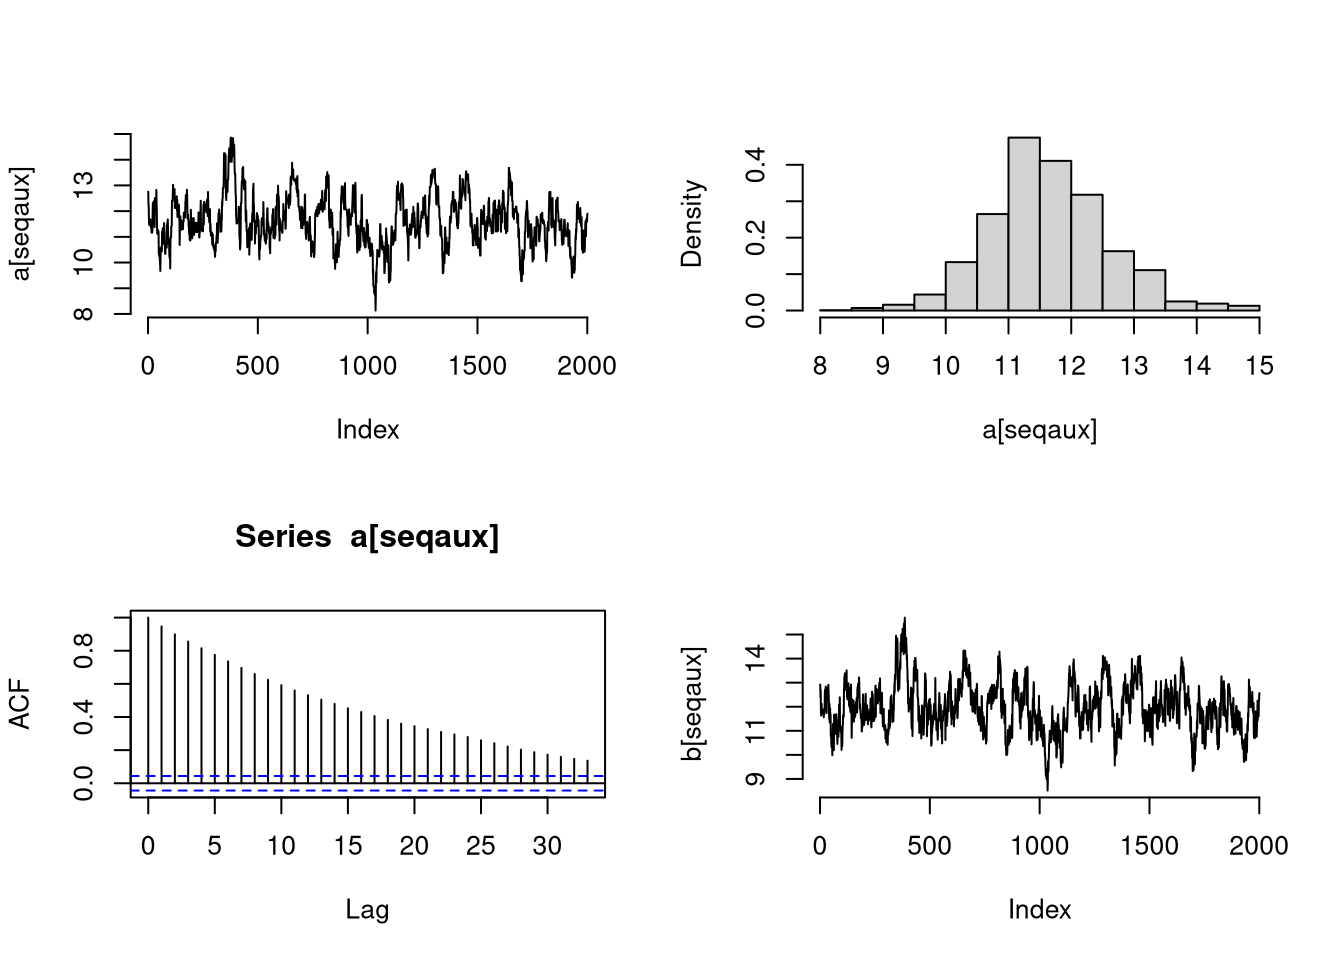 a[seqaux]
8 10 13
0 500 1000 1500 2000
Index
Density
0.0 0.2 0.4
8 9 10 11 12 13 14 15
a[seqaux]
Series a[seqaux]
ACF
0.0 0.4 0.8
0 5 10 15 20 25 30
Lag
b[seqaux]
9 11 14
0 500 1000 1500 2000
Index